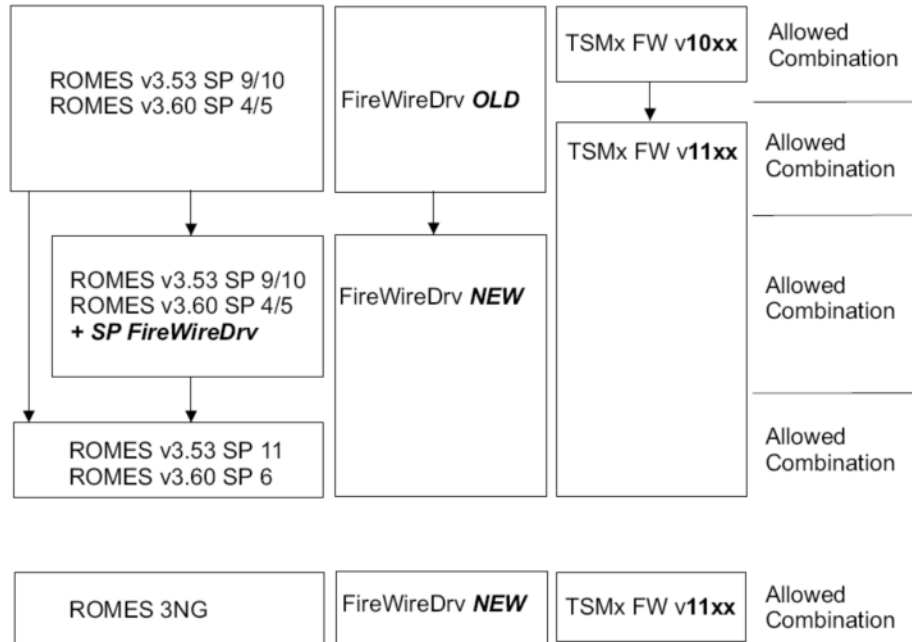 ROMES v3.53 SP 9/10
ROMES v3.60 SP 4/5
FireWireDrv OLD
TSMx FW v10xx
Allowed
Combination
TSMx FW v11xx
Allowed
Combination
ROMES v3.53 SP 9/10
ROMES v3.60 SP 4/5
+ SP FireWireDrv
FireWireDrv NEW
Allowed
Combination
ROMES v3.53 SP 11
ROMES v3.60 SP 6
Allowed
Combination
ROMES 3NG
FireWireDrv NEW
TSMx FW v11xx
Allowed
Combination